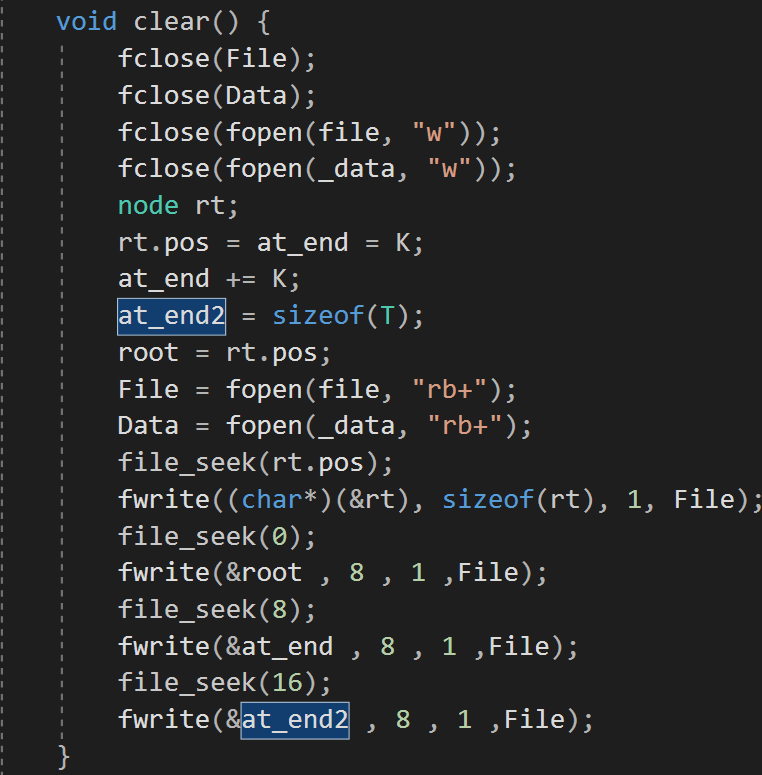 void clear() {
fclose(File);
fclose(Data);
fclose(fopen(file, "w"));
fclose(fopen(_data, "w"));
node rt;
rt.pos = at_end = K;
at_end += K;
at_end2 = sizeof(T);
root = rt.pos;
File = fopen(file, "rb+");
Data = fopen(_data, "rb+");
file_seek(rt.pos);
fwrite((char*)(&rt), sizeof(rt), 1, File);
file_seek(0);
fwrite(&root , 8 , 1 ,File);
file_seek(8);
fwrite(&at_end , 8 , 1 ,File);
file_seek(16);
fwrite(&at_end2 , 8 , 1 ,File);
}